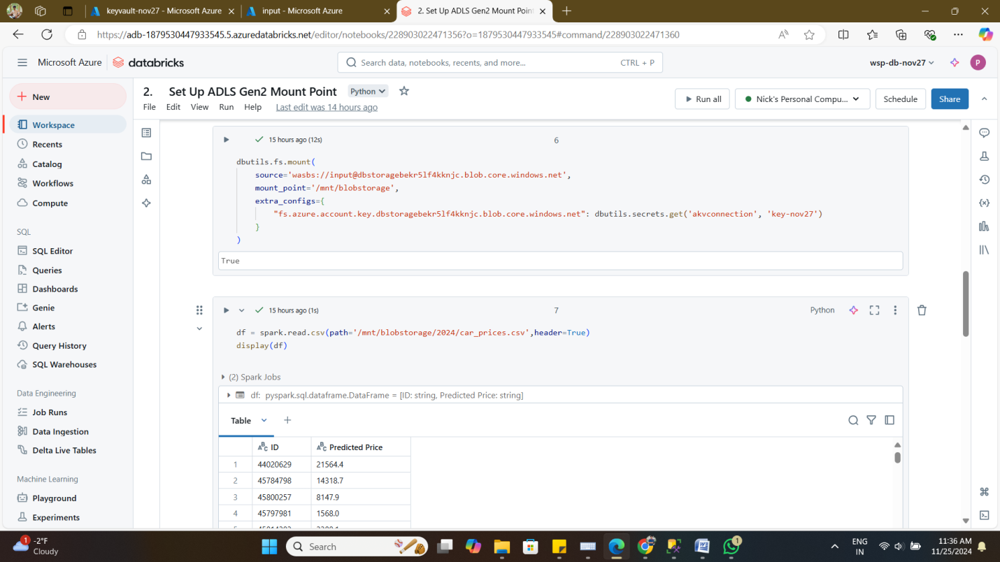 keyvault-nov27 - Microsoft Azure
input - Microsoft Azure
2. Set Up ADLS Gen2 Mount Point
https://adb-1879530447933545.5.azuredatabricks.net/editor/notebooks/228903022471356?o=1879530447933545#command/228903022471360
Microsoft Azure
databricks
Search data, notebooks, recents, and more...
CTRL + P
wsp-db-nov27
P
New
2. Set Up ADLS Gen2 Mount Point
Python
File Edit View Run Help Last edit was 14 hours ago
Run all
Nick's Personal Compu...
Schedule
Share
Workspace
Recents
Catalog
Workflows
Compute
SQL
SQL Editor
Queries
Dashboards
Genie
Alerts
Query History
SQL Warehouses
Data Engineering
Job Runs
Data Ingestion
Delta Live Tables
Machine Learning
Playground
Experiments
15 hours ago (12s)
6
dbutils.fs.mount(
source='wasbs://input@dbstoragebekr5lf4kknjc.blob.core.windows.net',
mount_point='/mnt/blobstorage',
extra_configs={
"fs.azure.account.key.dbstoragebekr5lf4kknjc.blob.core.windows.net": dbutils.secrets.get('akvconnection', 'key-nov27')
}
)
True
15 hours ago (1s)
7
Python
df = spark.read.csv(path='/mnt/blobstorage/2024/car_prices.csv',header=True)
display(df)
(2) Spark Jobs
df: pyspark.sql.dataframe.DataFrame = [ID: string, Predicted Price: string]
Table
ID Predicted Price
1 44020629 21564.4
2 45784798 14318.7
3 45800257 8147.9
4 45797981 1568.0
1
-2°F
Cloudy
Search
1
ENG
IN
11:36 AM
11/25/2024